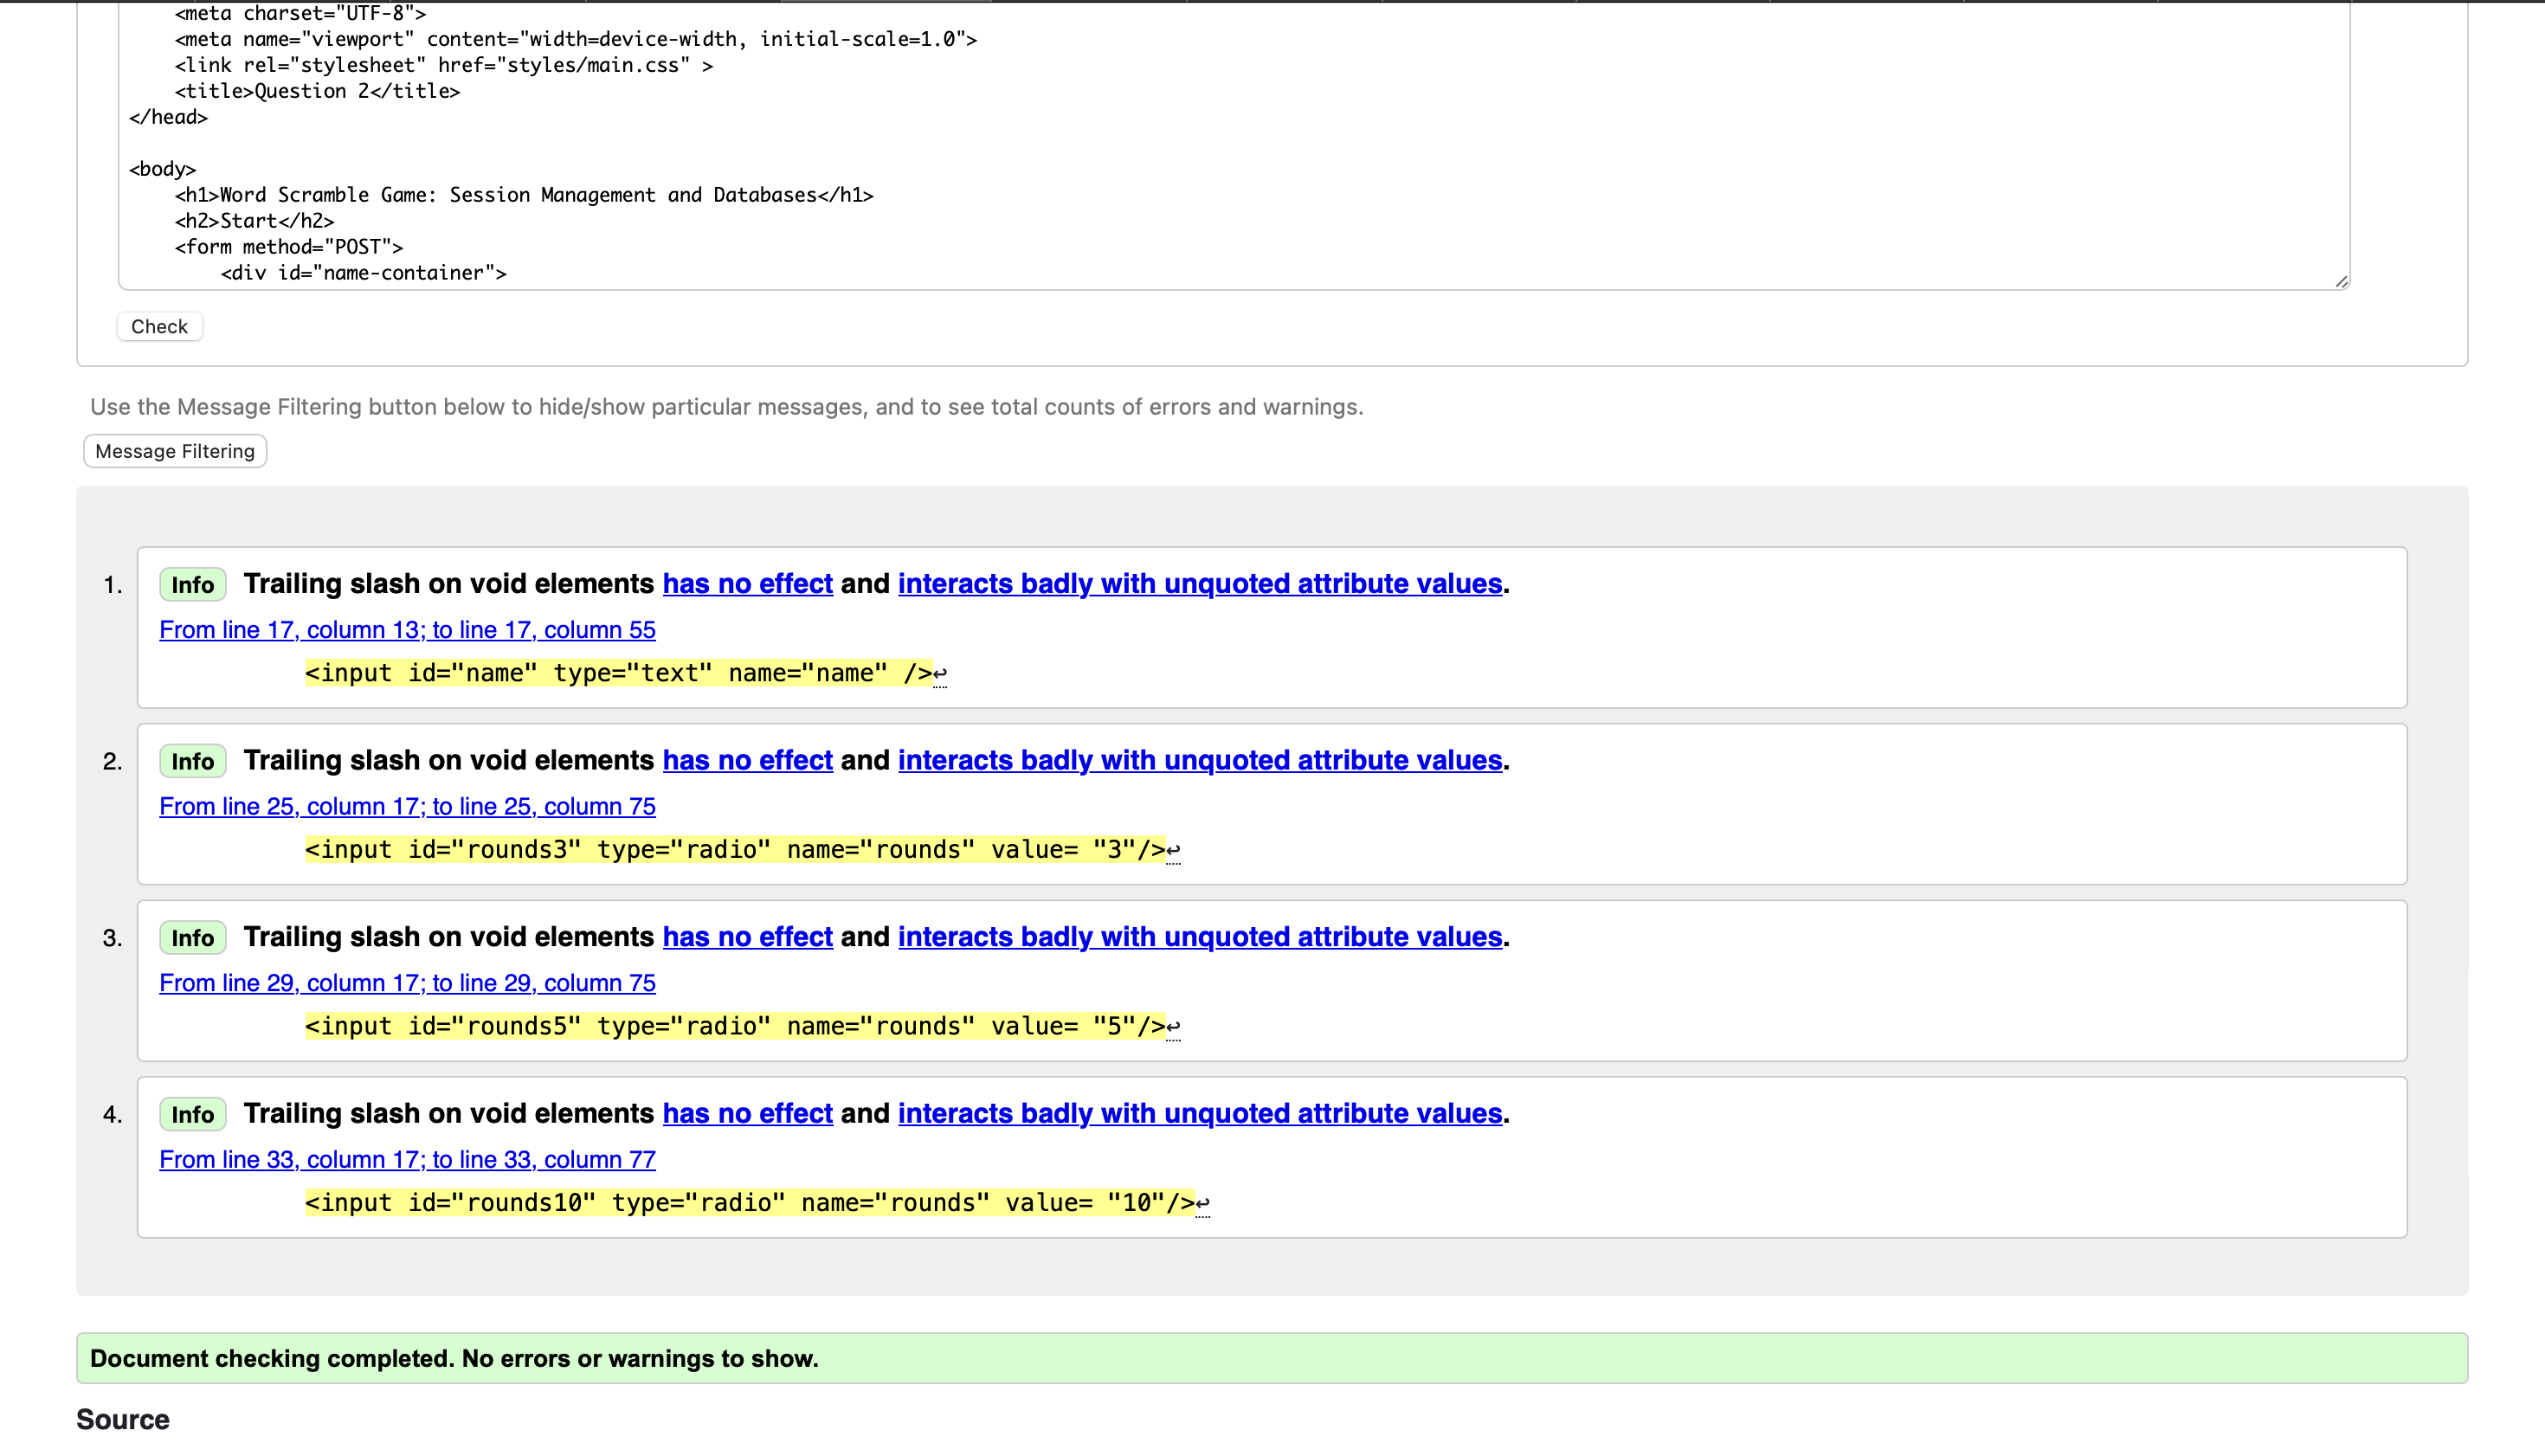 <meta charset="UTF-8">
<meta name="viewport" content="width=device-width, initial-scale=1.0">
<link rel="stylesheet" href="styles/main.css" >
<title>Question 2</title>
</head>
<body>
<h1>Word Scramble Game: Session Management and Databases</h1>
<h2>Start</h2>
<form method="POST">
<div id="name-container">
Check
Use the Message Filtering button below to hide/show particular messages, and to see total counts of errors and warnings.
Message Filtering
1. Info Trailing slash on void elements has no effect and interacts badly with unquoted attribute values.
From line 17, column 13; to line 17, column 55
<input id="name" type="text" name="name" />↩
2. Info Trailing slash on void elements has no effect and interacts badly with unquoted attribute values.
From line 25, column 17; to line 25, column 75
<input id="rounds3" type="radio" name="rounds" value= "3"/>↩
3. Info Trailing slash on void elements has no effect and interacts badly with unquoted attribute values.
From line 29, column 17; to line 29, column 75
<input id="rounds5" type="radio" name="rounds" value= "5"/>↩
4. Info Trailing slash on void elements has no effect and interacts badly with unquoted attribute values.
From line 33, column 17; to line 33, column 77
<input id="rounds10" type="radio" name="rounds" value= "10"/>↩
Document checking completed. No errors or warnings to show.
Source